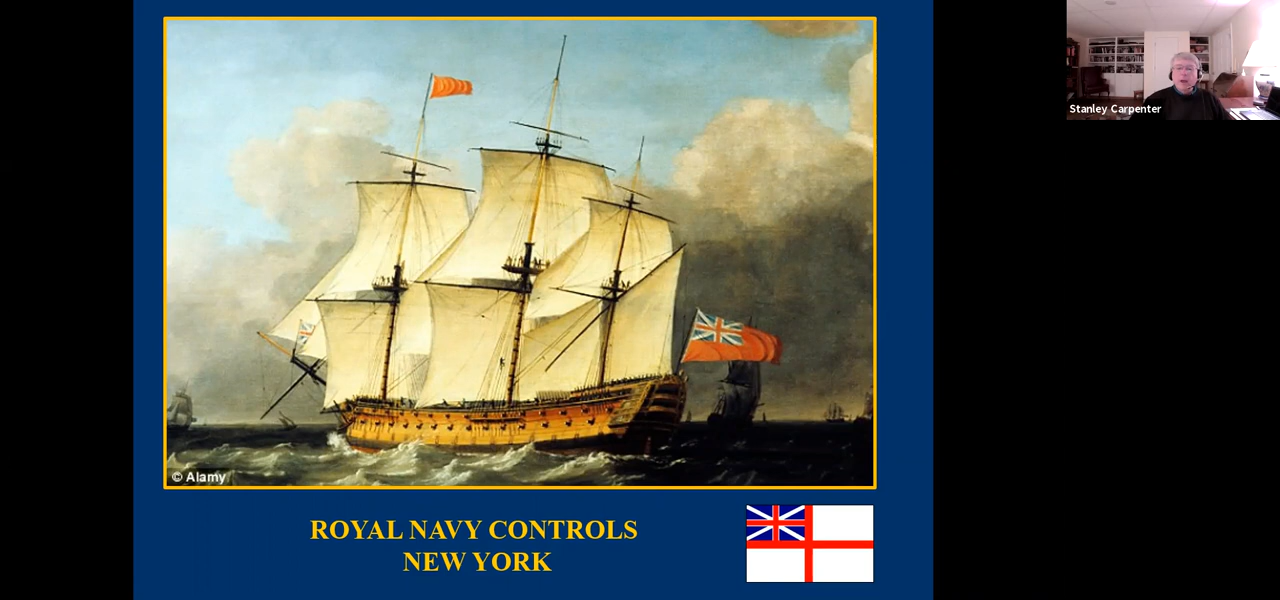 Stanley Carpenter
© Alamy
ROYAL NAVY CONTROLS
NEW YORK